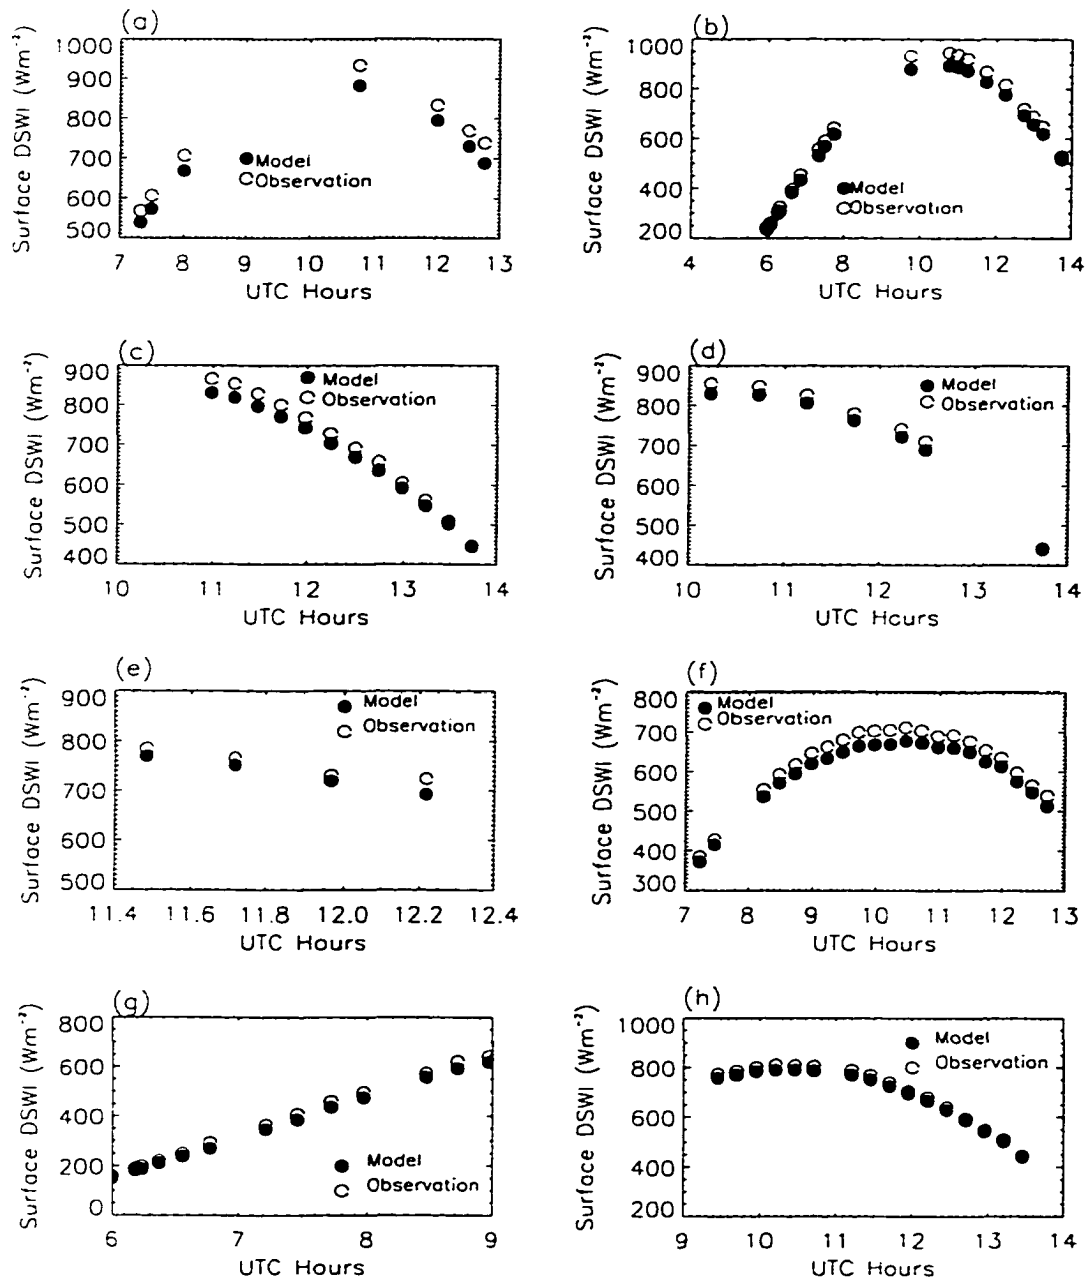 (a)
Surface DSWI (Wm⁻²)
1000
900
800
700
600
500
Model
Observation
7 8 9 10 11 12 13
UTC Hours
(b)
Surface DSWI (Wm⁻²)
1000
800
600
400
200
Model
Observation
4 6 8 10 12 14
UTC Hours
(c)
Surface DSWI (Wm⁻²)
900
800
700
600
500
400
Model
Observation
10 11 12 13 14
UTC Hours
(d)
Surface DSWI (Wm⁻²)
900
800
700
600
500
400
Model
Observation
10 11 12 13 14
UTC Hours
(e)
Surface DSWI (Wm⁻²)
900
800
700
600
500
Model
Observation
11.4 11.6 11.8 12.0 12.2 12.4
UTC Hours
(f)
Surface DSWI (Wm⁻²)
800
700
600
500
400
300
Model
Observation
7 8 9 10 11 12 13
UTC Hours
(g)
Surface DSWI (Wm⁻²)
800
600
400
200
0
Model
Observation
6 7 8 9
UTC Hours
(h)
Surface DSWI (Wm⁻²)
1000
800
600
400
200
Model
Observation
9 10 11 12 13 14
UTC Hours